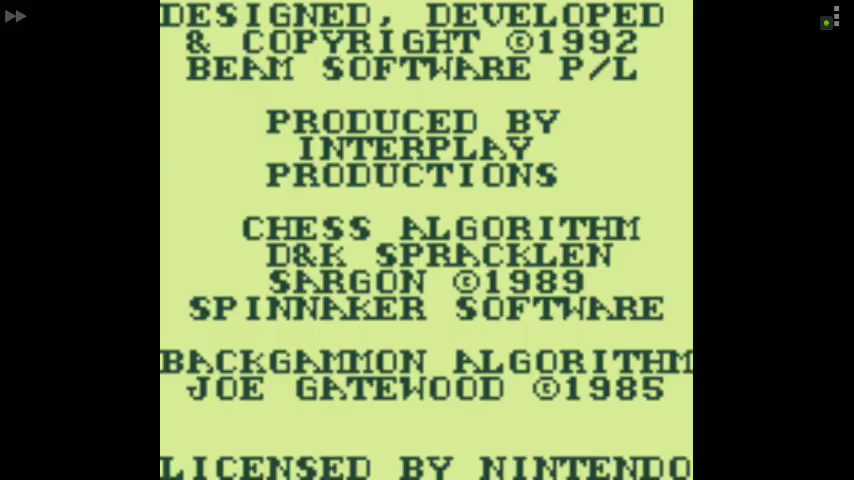 DESIGNED, DEVELOPED
& COPYRIGHT ©1992
BEAM SOFTWARE P/L
PRODUCED BY
INTERPLAY
PRODUCTIONS
CHESS ALGORITHM
D&K SPRACKLEN
SARGON ©1989
SPINNAKER SOFTWARE
BACKGAMMON ALGORITHM
JOE GATEWOOD ©1985
LICENSED BY NINTENDO